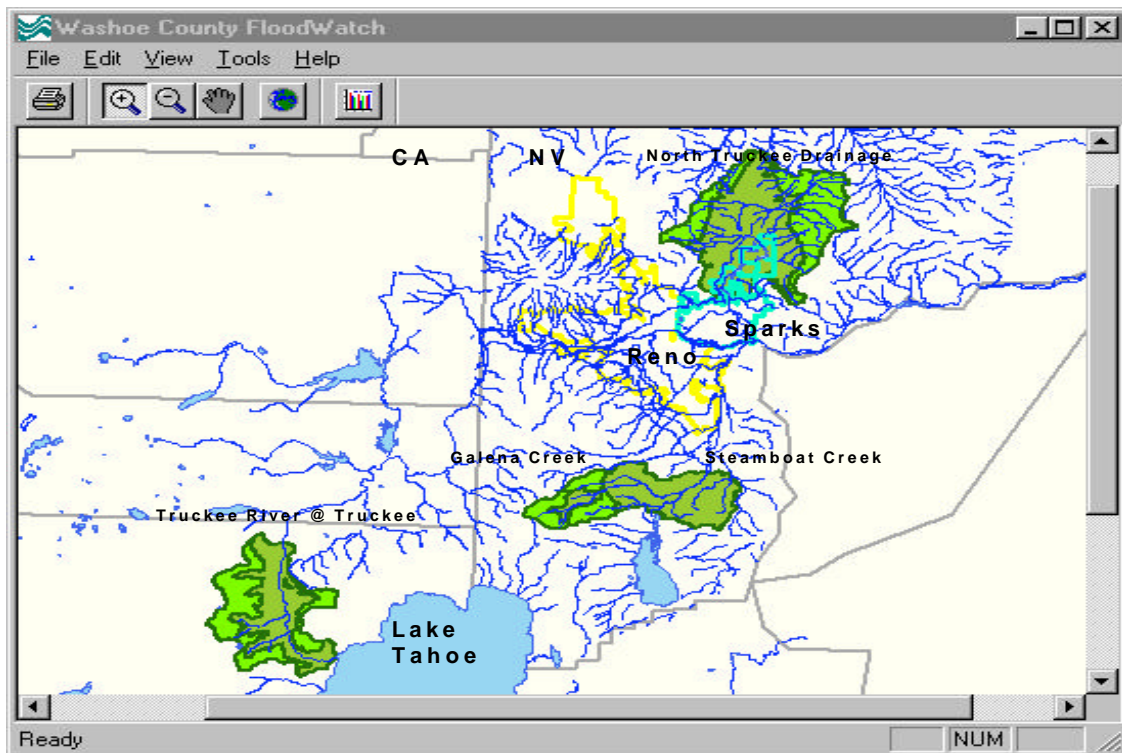 Washoe County FloodWatch
File Edit View Tools Help
CA NV North Truckee Drainage
Sparks
Reno
Galena Creek Steamboat Creek
Truckee River @ Truckee
Lake
Tahoe
Ready NUM